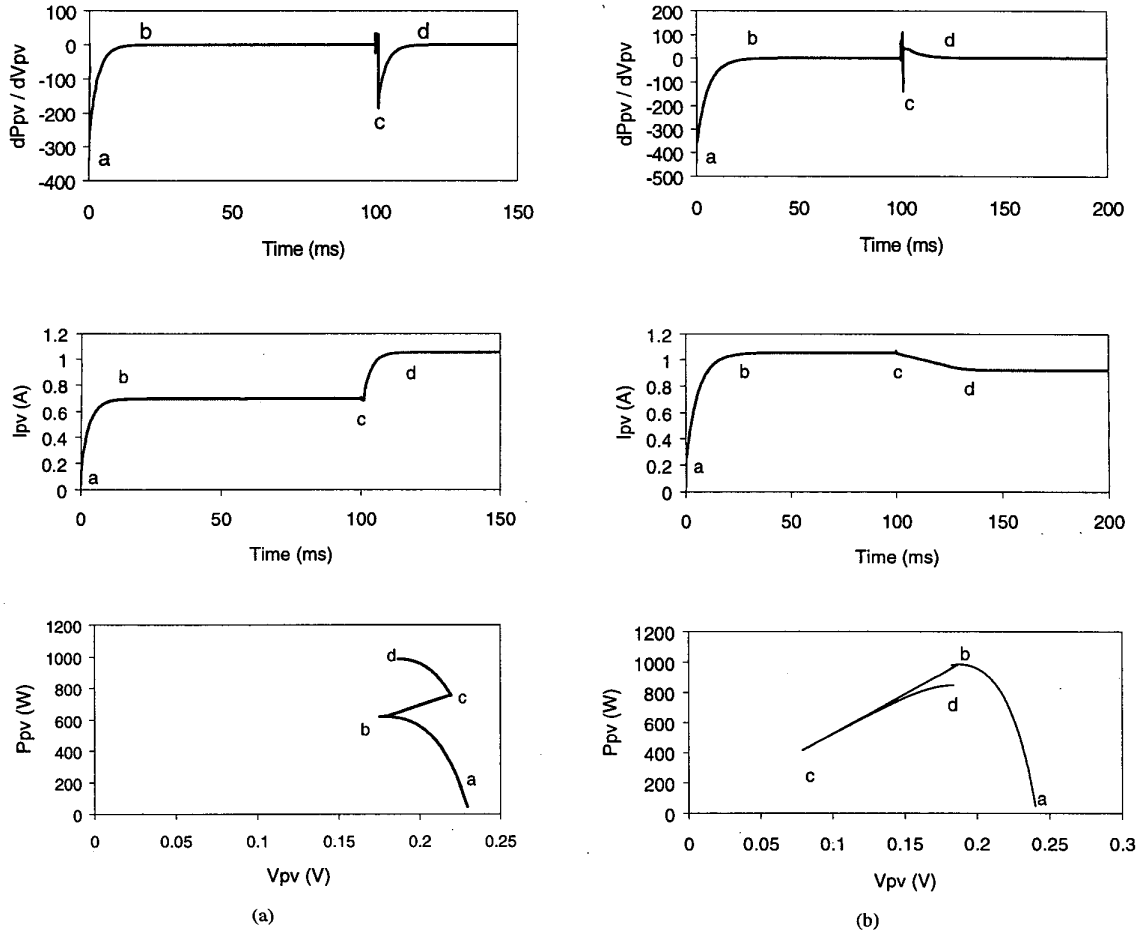 100
0
-100
-200
-300
-400
dPpv / dVpv
a
b
c
d
0
50
100
150
Time (ms)
1.2
1
0.8
0.6
0.4
0.2
0
Ipv (A)
a
b
c
d
0
50
100
150
Time (ms)
1200
1000
800
600
400
200
0
Ppv (W)
d
c
b
a
0
0.05
0.1
0.15
0.2
0.25
Vpv (V)
(a)
200
100
0
-100
-200
-300
-400
-500
dPpv / dVpv
a
b
c
d
0
50
100
150
200
Time (ms)
1.2
1
0.8
0.6
0.4
0.2
0
Ipv (A)
a
b
c
d
0
50
100
150
200
Time (ms)
1200
1000
800
600
400
200
0
Ppv (W)
b
d
c
a
0
0.05
0.1
0.15
0.2
0.25
0.3
Vpv (V)
(b)